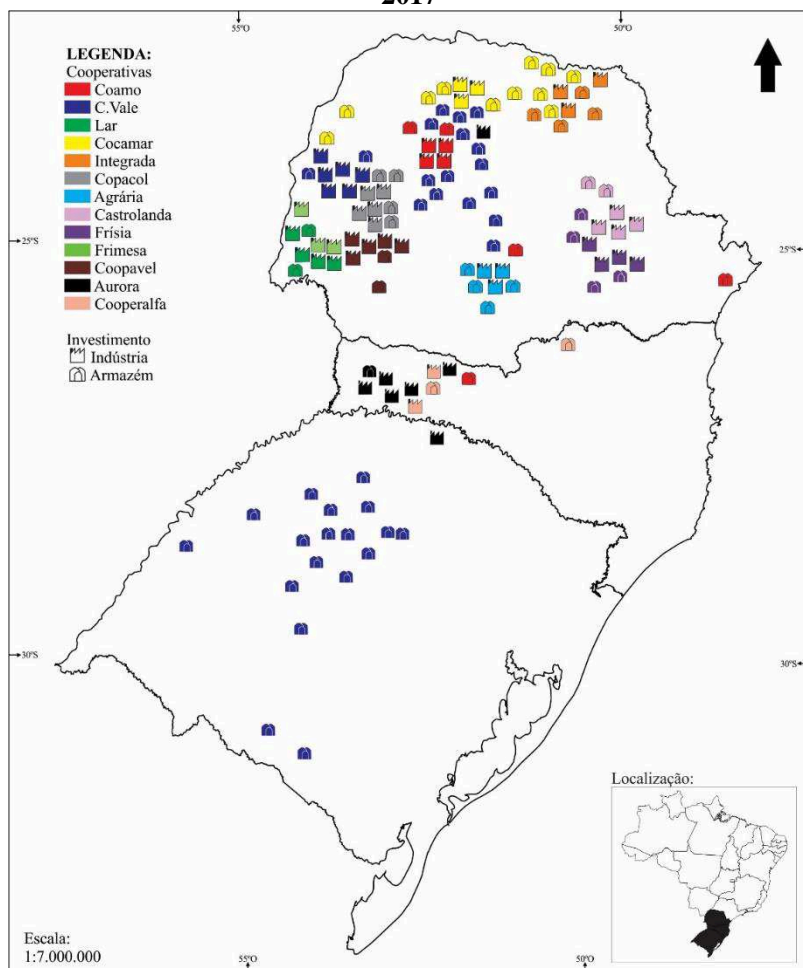 2017
55°O
50°O
LEGENDA:
Cooperativas
Coamo
C.Vale
Lar
Cocamar
Integrada
Copacol
Agrária
Castrolanda
Frísia
Frimesa
Coopavel
Aurora
Cooperalfa
Investimento
Indústria
Armazém
25°S
25°S
30°S
30°S
Localização:
Escala:
1:7.000.000
55°O
50°O